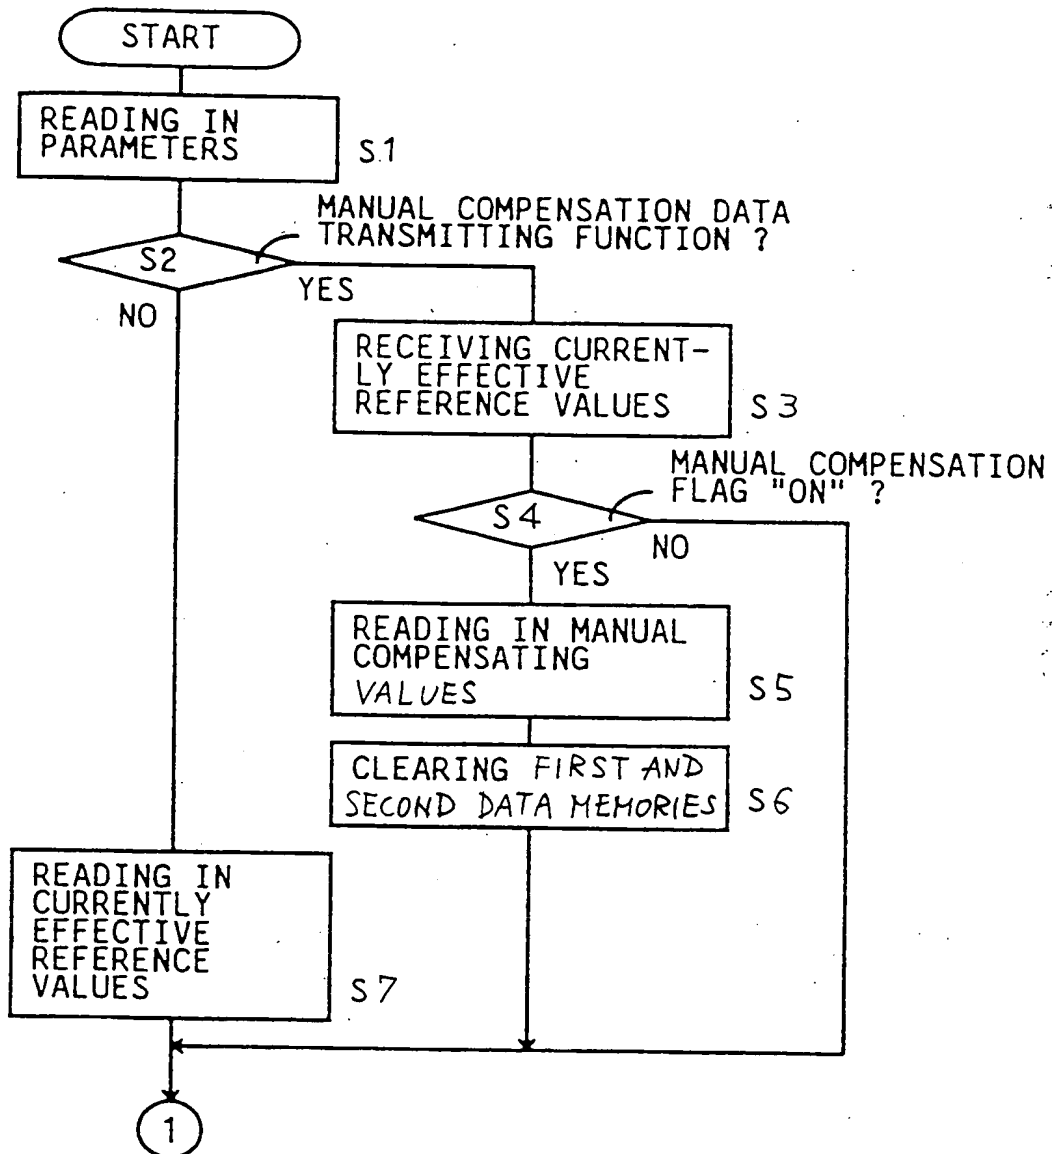 START
READING IN
PARAMETERS
S1
MANUAL COMPENSATION DATA
TRANSMITTING FUNCTION ?
S2
YES
NO
RECEIVING CURRENT-
LY EFFECTIVE
REFERENCE VALUES
S3
MANUAL COMPENSATION
FLAG "ON" ?
S4
NO
YES
READING IN MANUAL
COMPENSATING
VALUES
S5
CLEARING FIRST AND
SECOND DATA MEMORIES
S6
READING IN
CURRENTLY
EFFECTIVE
REFERENCE
VALUES
S7
1